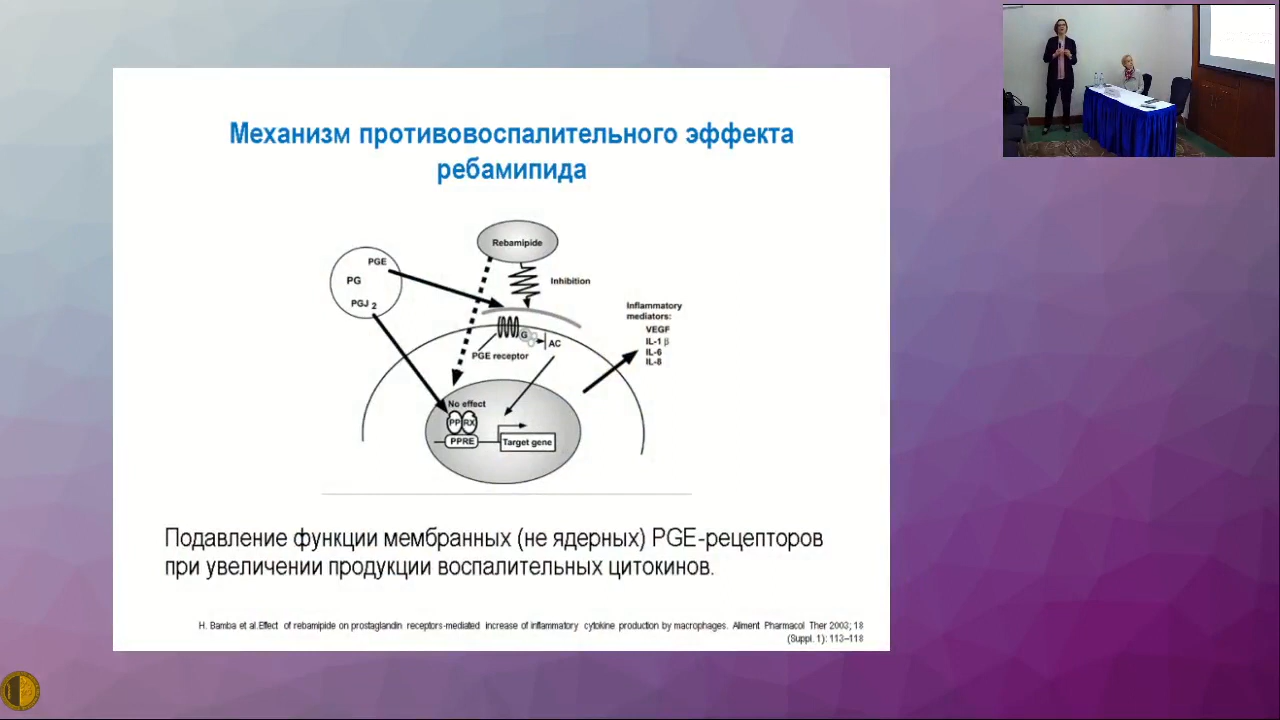 Механизм противовоспалительного эффекта
ребамипида
Rebamipide
PGE
PG
PGJ 2
Inhibition
Inflammatory
mediators:
VEGF
IL-1 β
IL-6
IL-8
G
AC
PGE receptor
No effect
PP RX
PPRE
Target gene
Подавление функции мембранных (не ядерных) PGE-рецепторов
при увеличении продукции воспалительных цитокинов.
H. Bamba et al.Effect of rebamipide on prostaglandin receptors-mediated increase of inflammatory cytokine production by macrophages. Aliment Pharmacol Ther 2003; 18
(Suppl. 1): 113–118